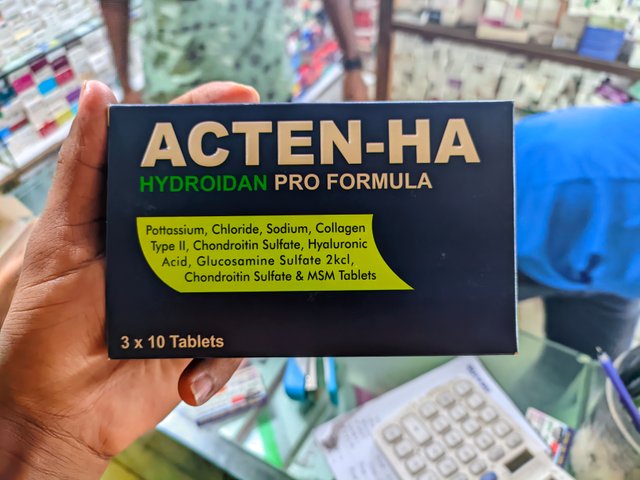 ACTEN-HA
HYDROIDAN PRO FORMULA
Pottassium, Chloride, Sodium, Collagen
Type II, Chondroitin Sulfate, Hyaluronic
Acid, Glucosamine Sulfate 2kcl,
Chondroitin Sulfate & MSM Tablets
3 x 10 Tablets